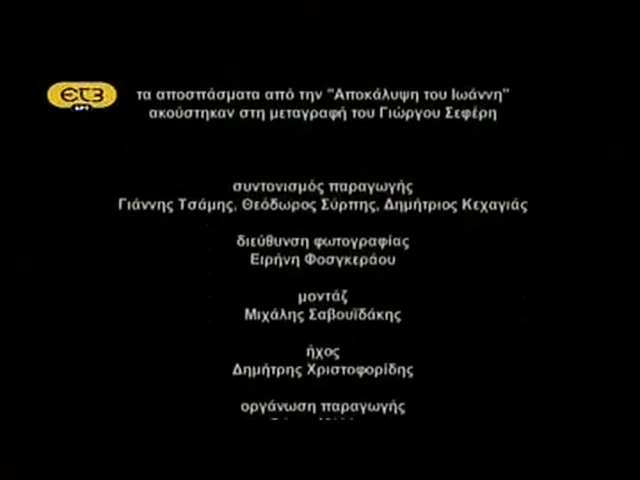 ετ3
ερτ
τα αποσπάσματα από την "Αποκάλυψη του Ιωάννη"
ακούστηκαν στη μεταγραφή του Γιώργου Σεφέρη
συντονισμός παραγωγής
Γιάννης Τσάμης, Θεόδωρος Σύρπης, Δημήτριος Κεχαγιάς
διεύθυνση φωτογραφίας
Ειρήνη Φοσγκεράου
μοντάζ
Μιχάλης Σαβουϊδάκης
ήχος
Δημήτρης Χριστοφορίδης
οργάνωση παραγωγής